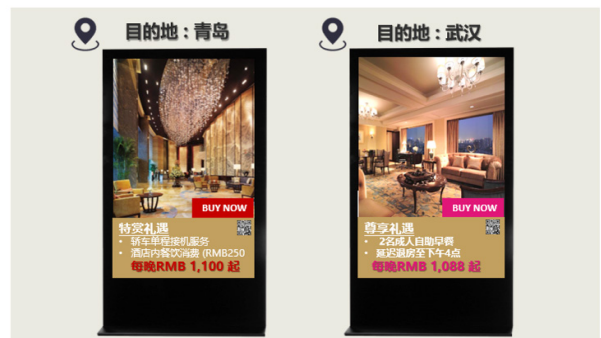 目的地：青岛
BUY NOW
特赏礼遇
• 轿车单程接机服务
• 酒店内餐饮消费 (RMB250
每晚RMB 1,100 起
目的地：武汉
BUY NOW
尊享礼遇
• 2名成人自助早餐
• 延迟退房至下午4点
每晚RMB 1,088 起